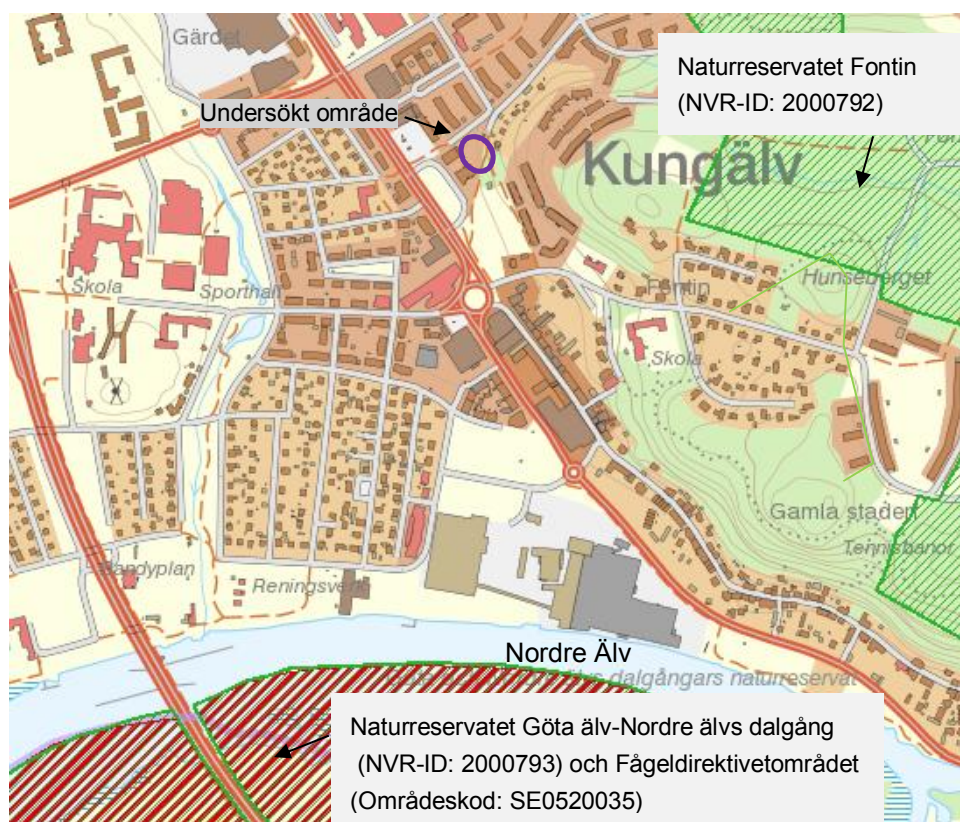 Gärdet
Naturreservatet Fontin
(NVR-ID: 2000792)
Undersökt område
Kungälv
Hunseberget
Fontin
Skola
Sporthall
Skola
Gamla staden
Tennisbanor
Bandyplan
Reningsverk
Nordre Älv
älvs dalgångars naturreservat
Naturreservatet Göta älv-Nordre älvs dalgång
(NVR-ID: 2000793) och Fågeldirektivetområdet
(Områdeskod: SE0520035)